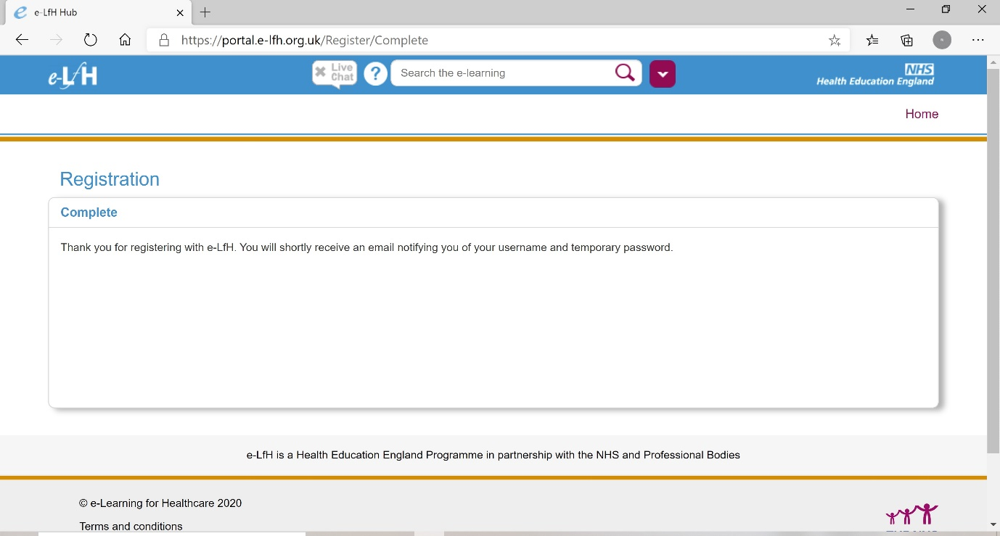 e-LfH Hub
https://portal.e-lfh.org.uk/Register/Complete
e-LfH
Live
Chat
?
Search the e-learning
NHS
Health Education England
Home
Registration
Complete
Thank you for registering with e-LfH. You will shortly receive an email notifying you of your username and temporary password.
e-LfH is a Health Education England Programme in partnership with the NHS and Professional Bodies
© e-Learning for Healthcare 2020
Terms and conditions